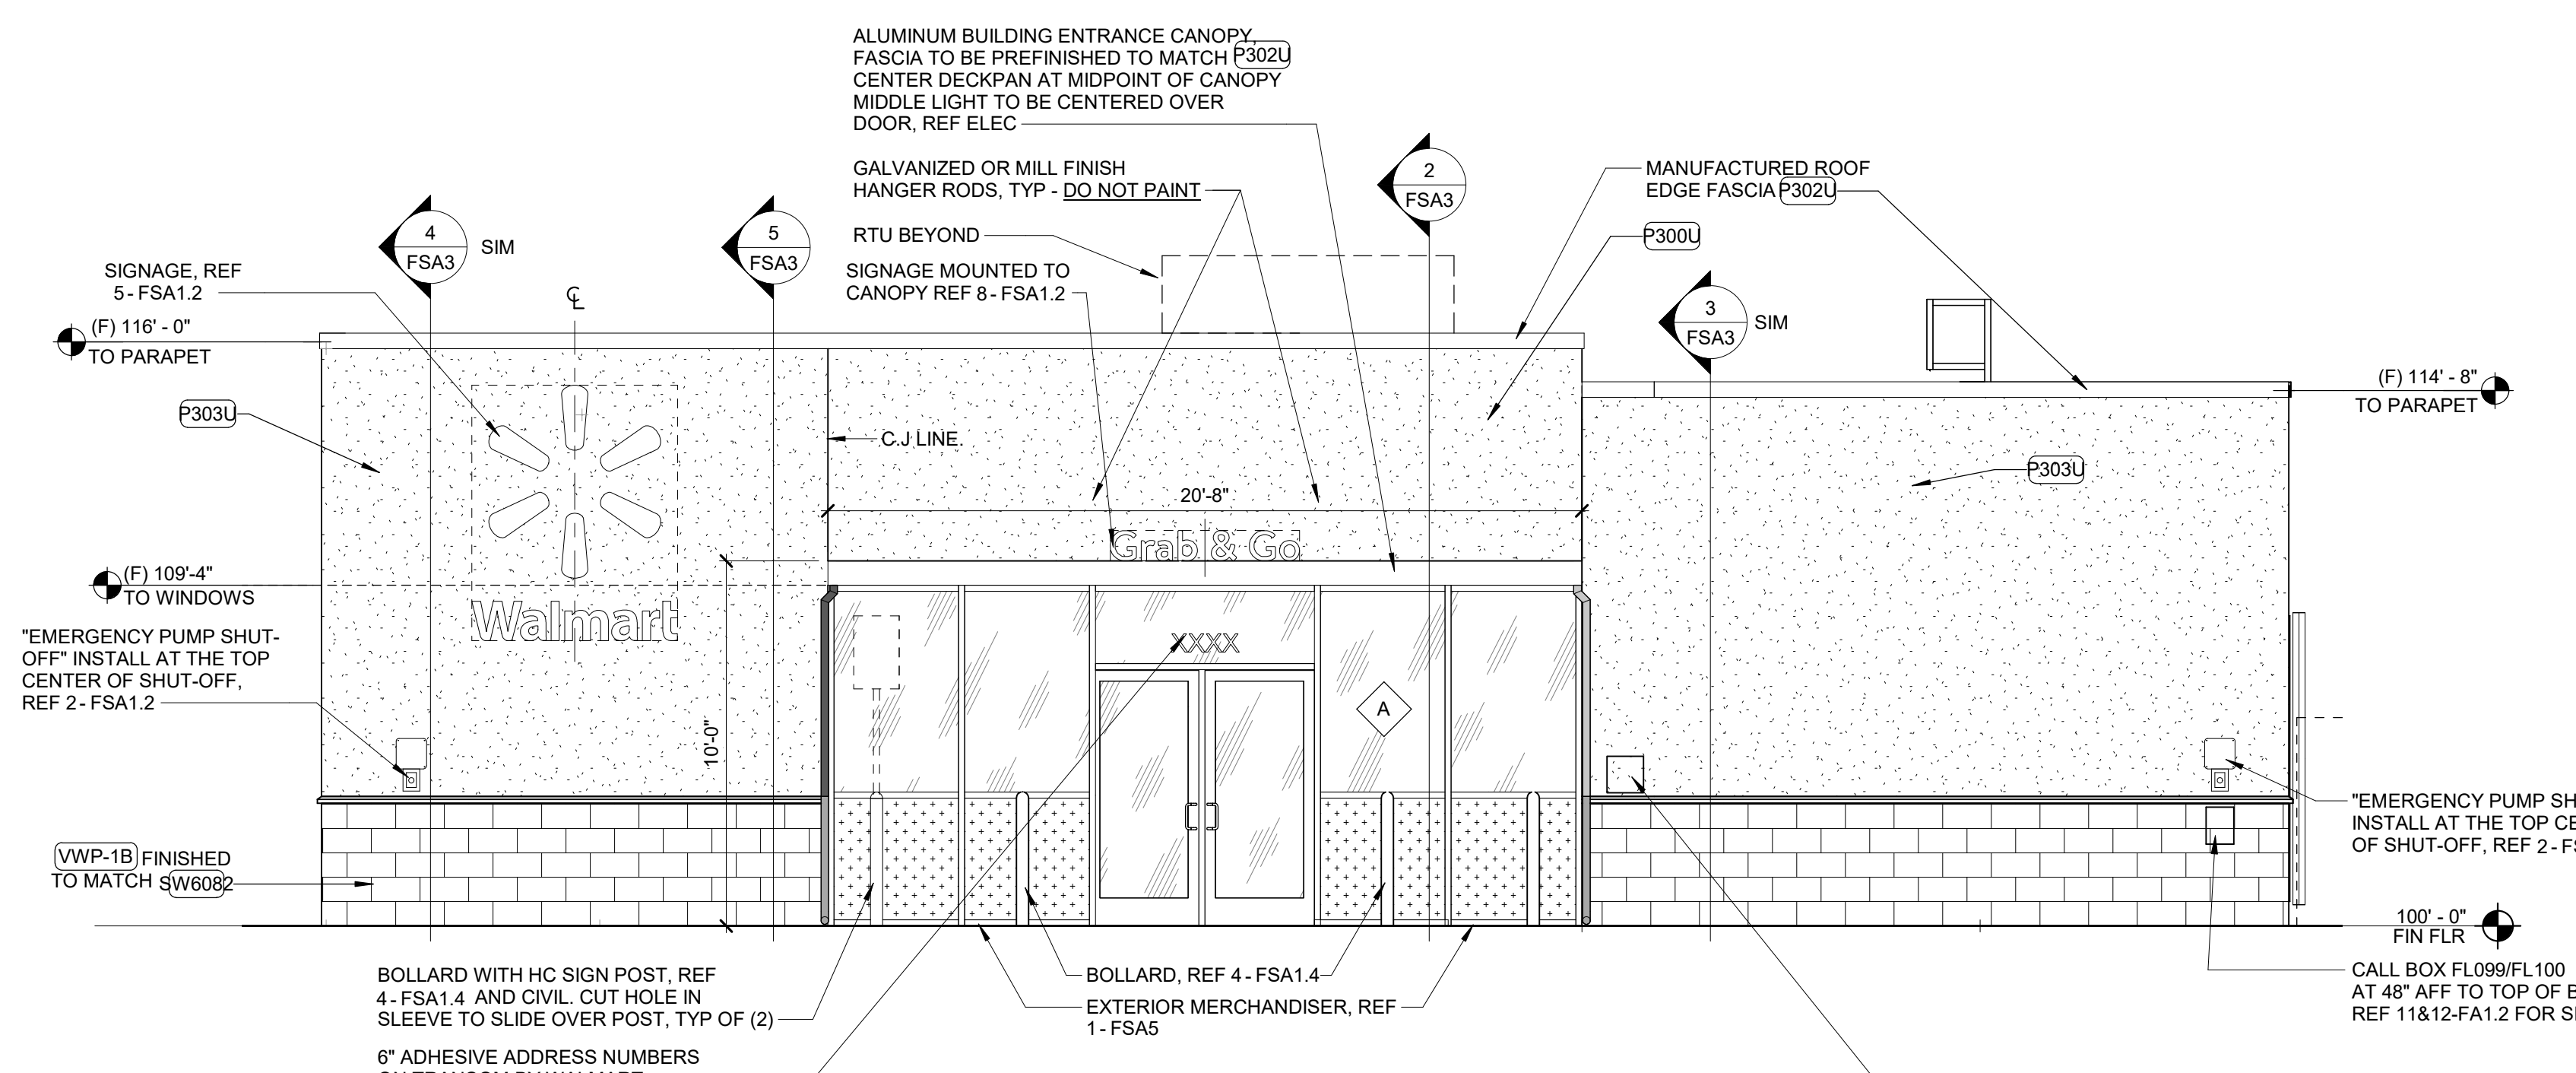 ALUMINUM BUILDING ENTRANCE CANOPY,
FASCIA TO BE PREFINISHED TO MATCH P302U
CENTER DECKPAN AT MIDPOINT OF CANOPY
MIDDLE LIGHT TO BE CENTERED OVER
DOOR, REF ELEC
GALVANIZED OR MILL FINISH
HANGER RODS, TYP - DO NOT PAINT
RTU BEYOND
SIGNAGE MOUNTED TO
CANOPY REF 8 - FSA1.2
2
FSA3
MANUFACTURED ROOF
EDGE FASCIA P302U
P300U
3
FSA3
SIM
4
FSA3
SIM
5
FSA3
SIGNAGE, REF
5 - FSA1.2
CL
(F) 116' - 0"
TO PARAPET
(F) 114' - 8"
TO PARAPET
P303U
C.J LINE.
P303U
20'-8"
Grab & Go
(F) 109'-4"
TO WINDOWS
Walmart
XXXX
"EMERGENCY PUMP SHUT-
OFF" INSTALL AT THE TOP
CENTER OF SHUT-OFF,
REF 2 - FSA1.2
A
10'-0"
"EMERGENCY PUMP SH
INSTALL AT THE TOP CE
OF SHUT-OFF, REF 2 - FS
VWP-1B FINISHED
TO MATCH SW6082
100' - 0"
FIN FLR
BOLLARD WITH HC SIGN POST, REF
4 - FSA1.4 AND CIVIL. CUT HOLE IN
SLEEVE TO SLIDE OVER POST, TYP OF (2)
BOLLARD, REF 4 - FSA1.4
EXTERIOR MERCHANDISER, REF
1 - FSA5
CALL BOX FL099/FL100
AT 48" AFF TO TOP OF B
REF 11&12-FA1.2 FOR S
6" ADHESIVE ADDRESS NUMBERS